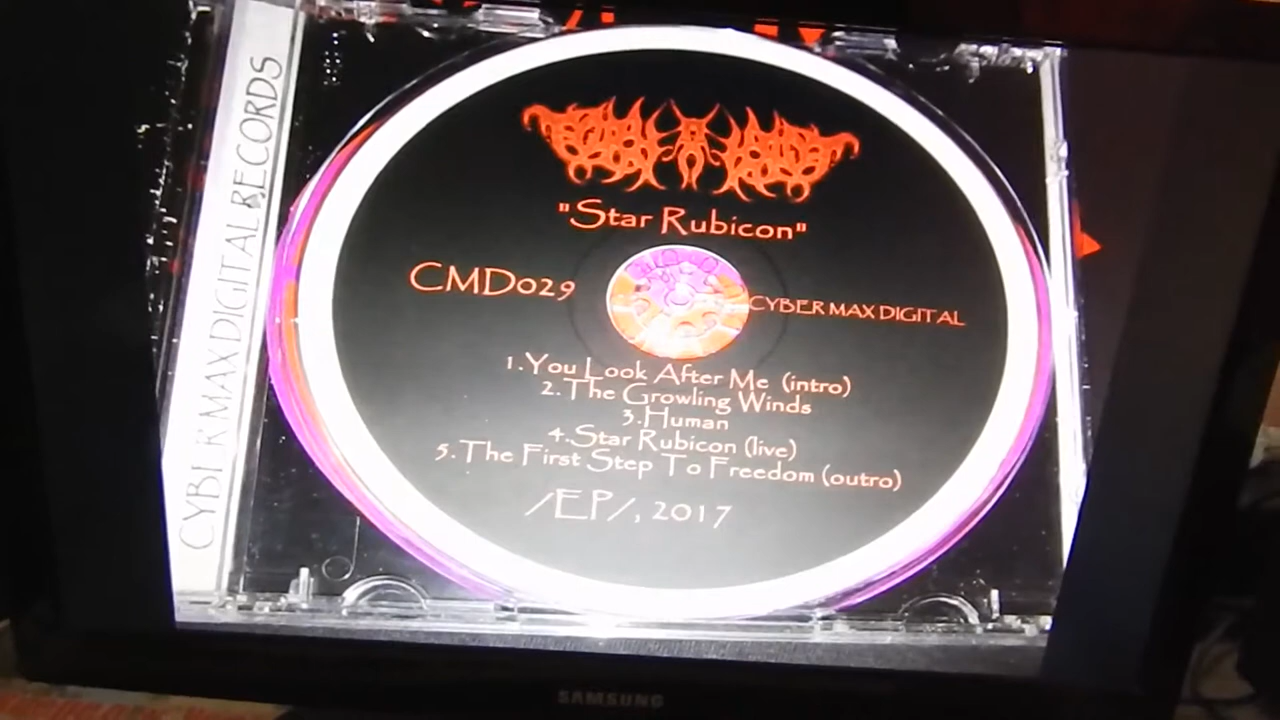 CYBER MAX DIGITAL RECORDS
"Star Rubicon"
CMD029
CYBER MAX DIGITAL
1.You Look After Me (intro)
2.The Growling Winds
3.Human
4.Star Rubicon (live)
5.The First Step To Freedom (outro)
/EP/, 2017
SAMSUNG